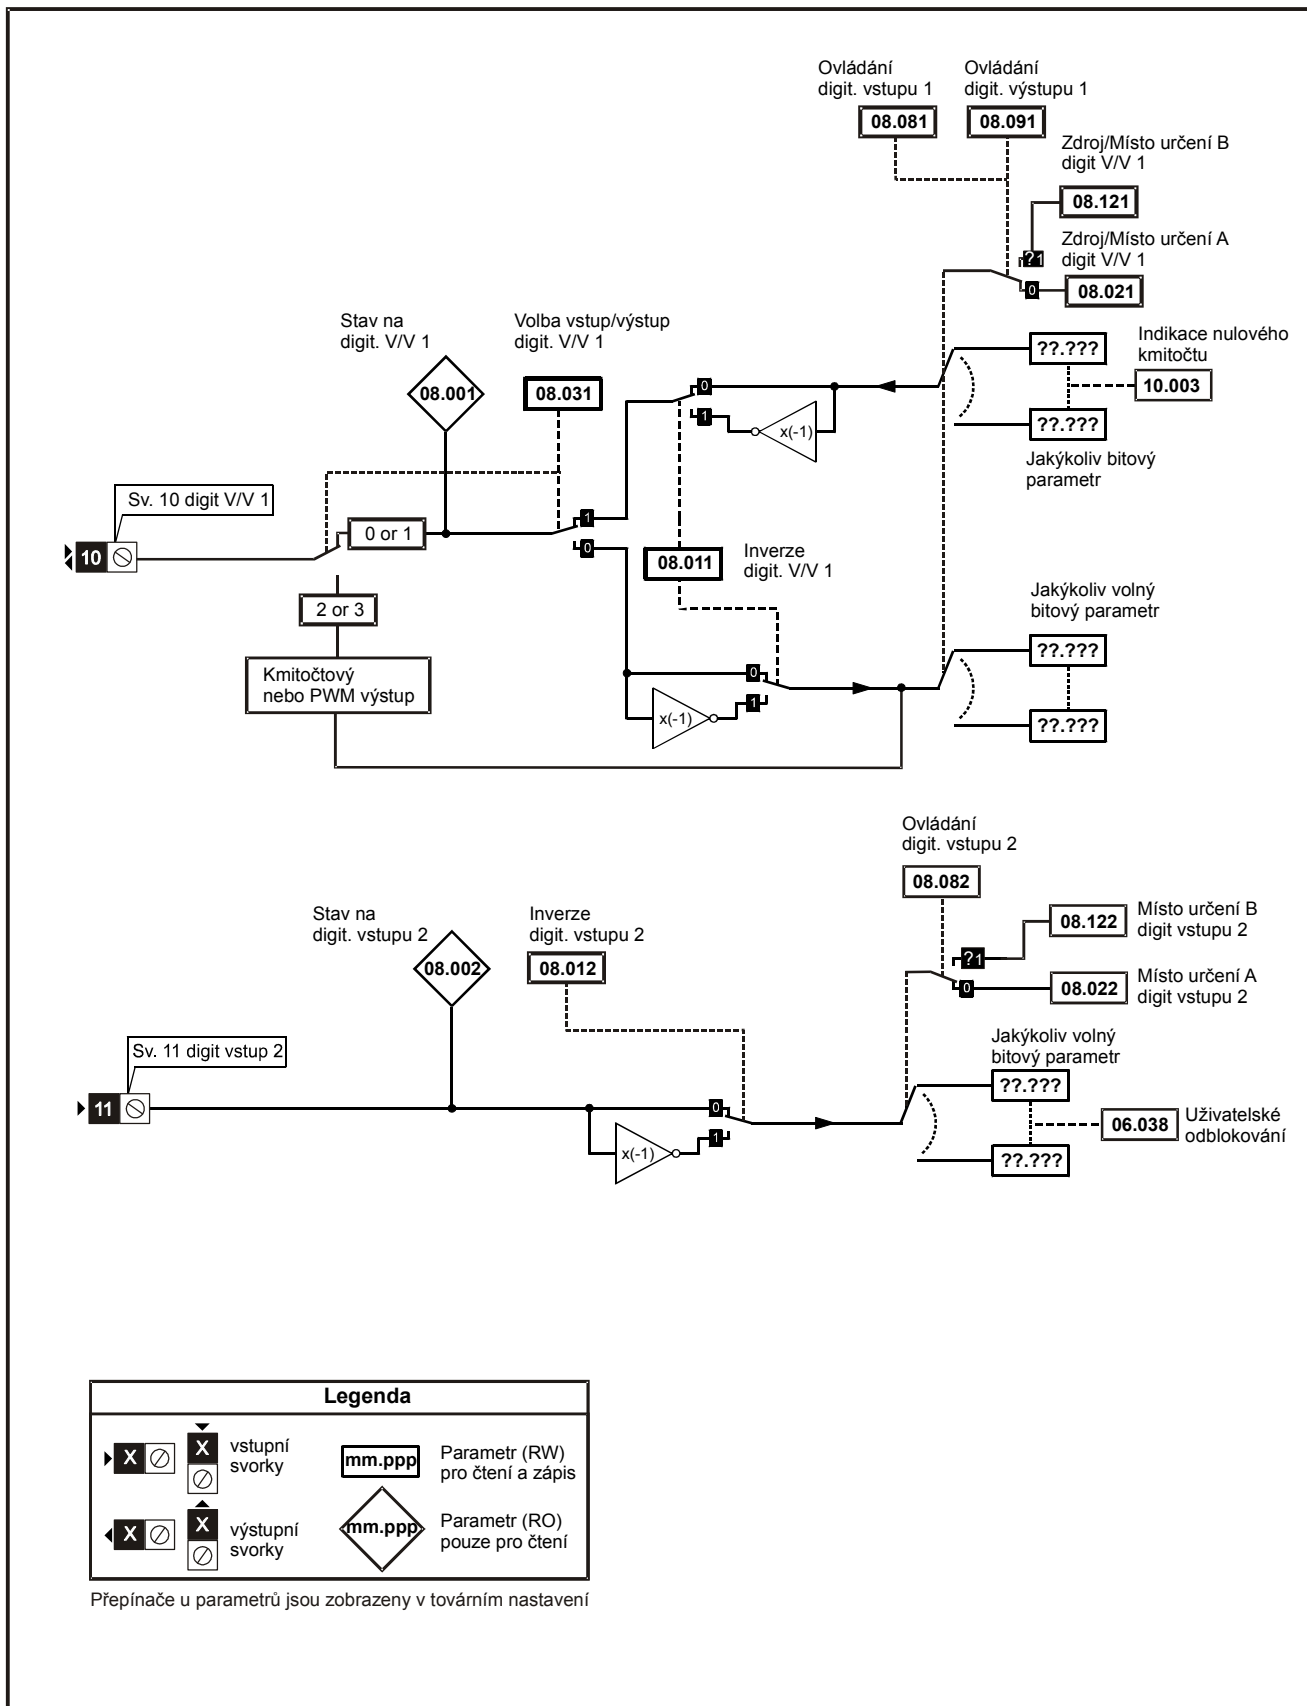 Ovládání
digit. vstupu 1
08.081
Ovládání
digit. výstupu 1
08.091
Zdroj/Místo určení B
digit V/V 1
08.121
?1
Zdroj/Místo určení A
digit V/V 1
0
08.021
Stav na
digit. V/V 1
08.001
Volba vstup/výstup
digit. V/V 1
08.031
0
1
x(-1)
??.???
??.???
Indikace nulového
kmitočtu
10.003
Jakýkoliv bitový
parametr
Sv. 10 digit V/V 1
10
0 or 1
1
0
08.011
Inverze
digit. V/V 1
2 or 3
Kmitočtový
nebo PWM výstup
0
1
x(-1)
Jakýkoliv volný
bitový parametr
??.???
??.???
Ovládání
digit. vstupu 2
08.082
Stav na
digit. vstupu 2
08.002
Inverze
digit. vstupu 2
08.012
?1
08.122
Místo určení B
digit vstupu 2
0
08.022
Místo určení A
digit vstupu 2
Sv. 11 digit vstup 2
11
0
1
x(-1)
Jakýkoliv volný
bitový parametr
??.???
??.???
06.038
Uživatelské
odblokování
Legenda
X
X
vstupní
svorky
mm.ppp
Parametr (RW)
pro čtení a zápis
X
X
výstupní
svorky
mm.ppp
Parametr (RO)
pouze pro čtení
Přepínače u parametrů jsou zobrazeny v továrním nastavení